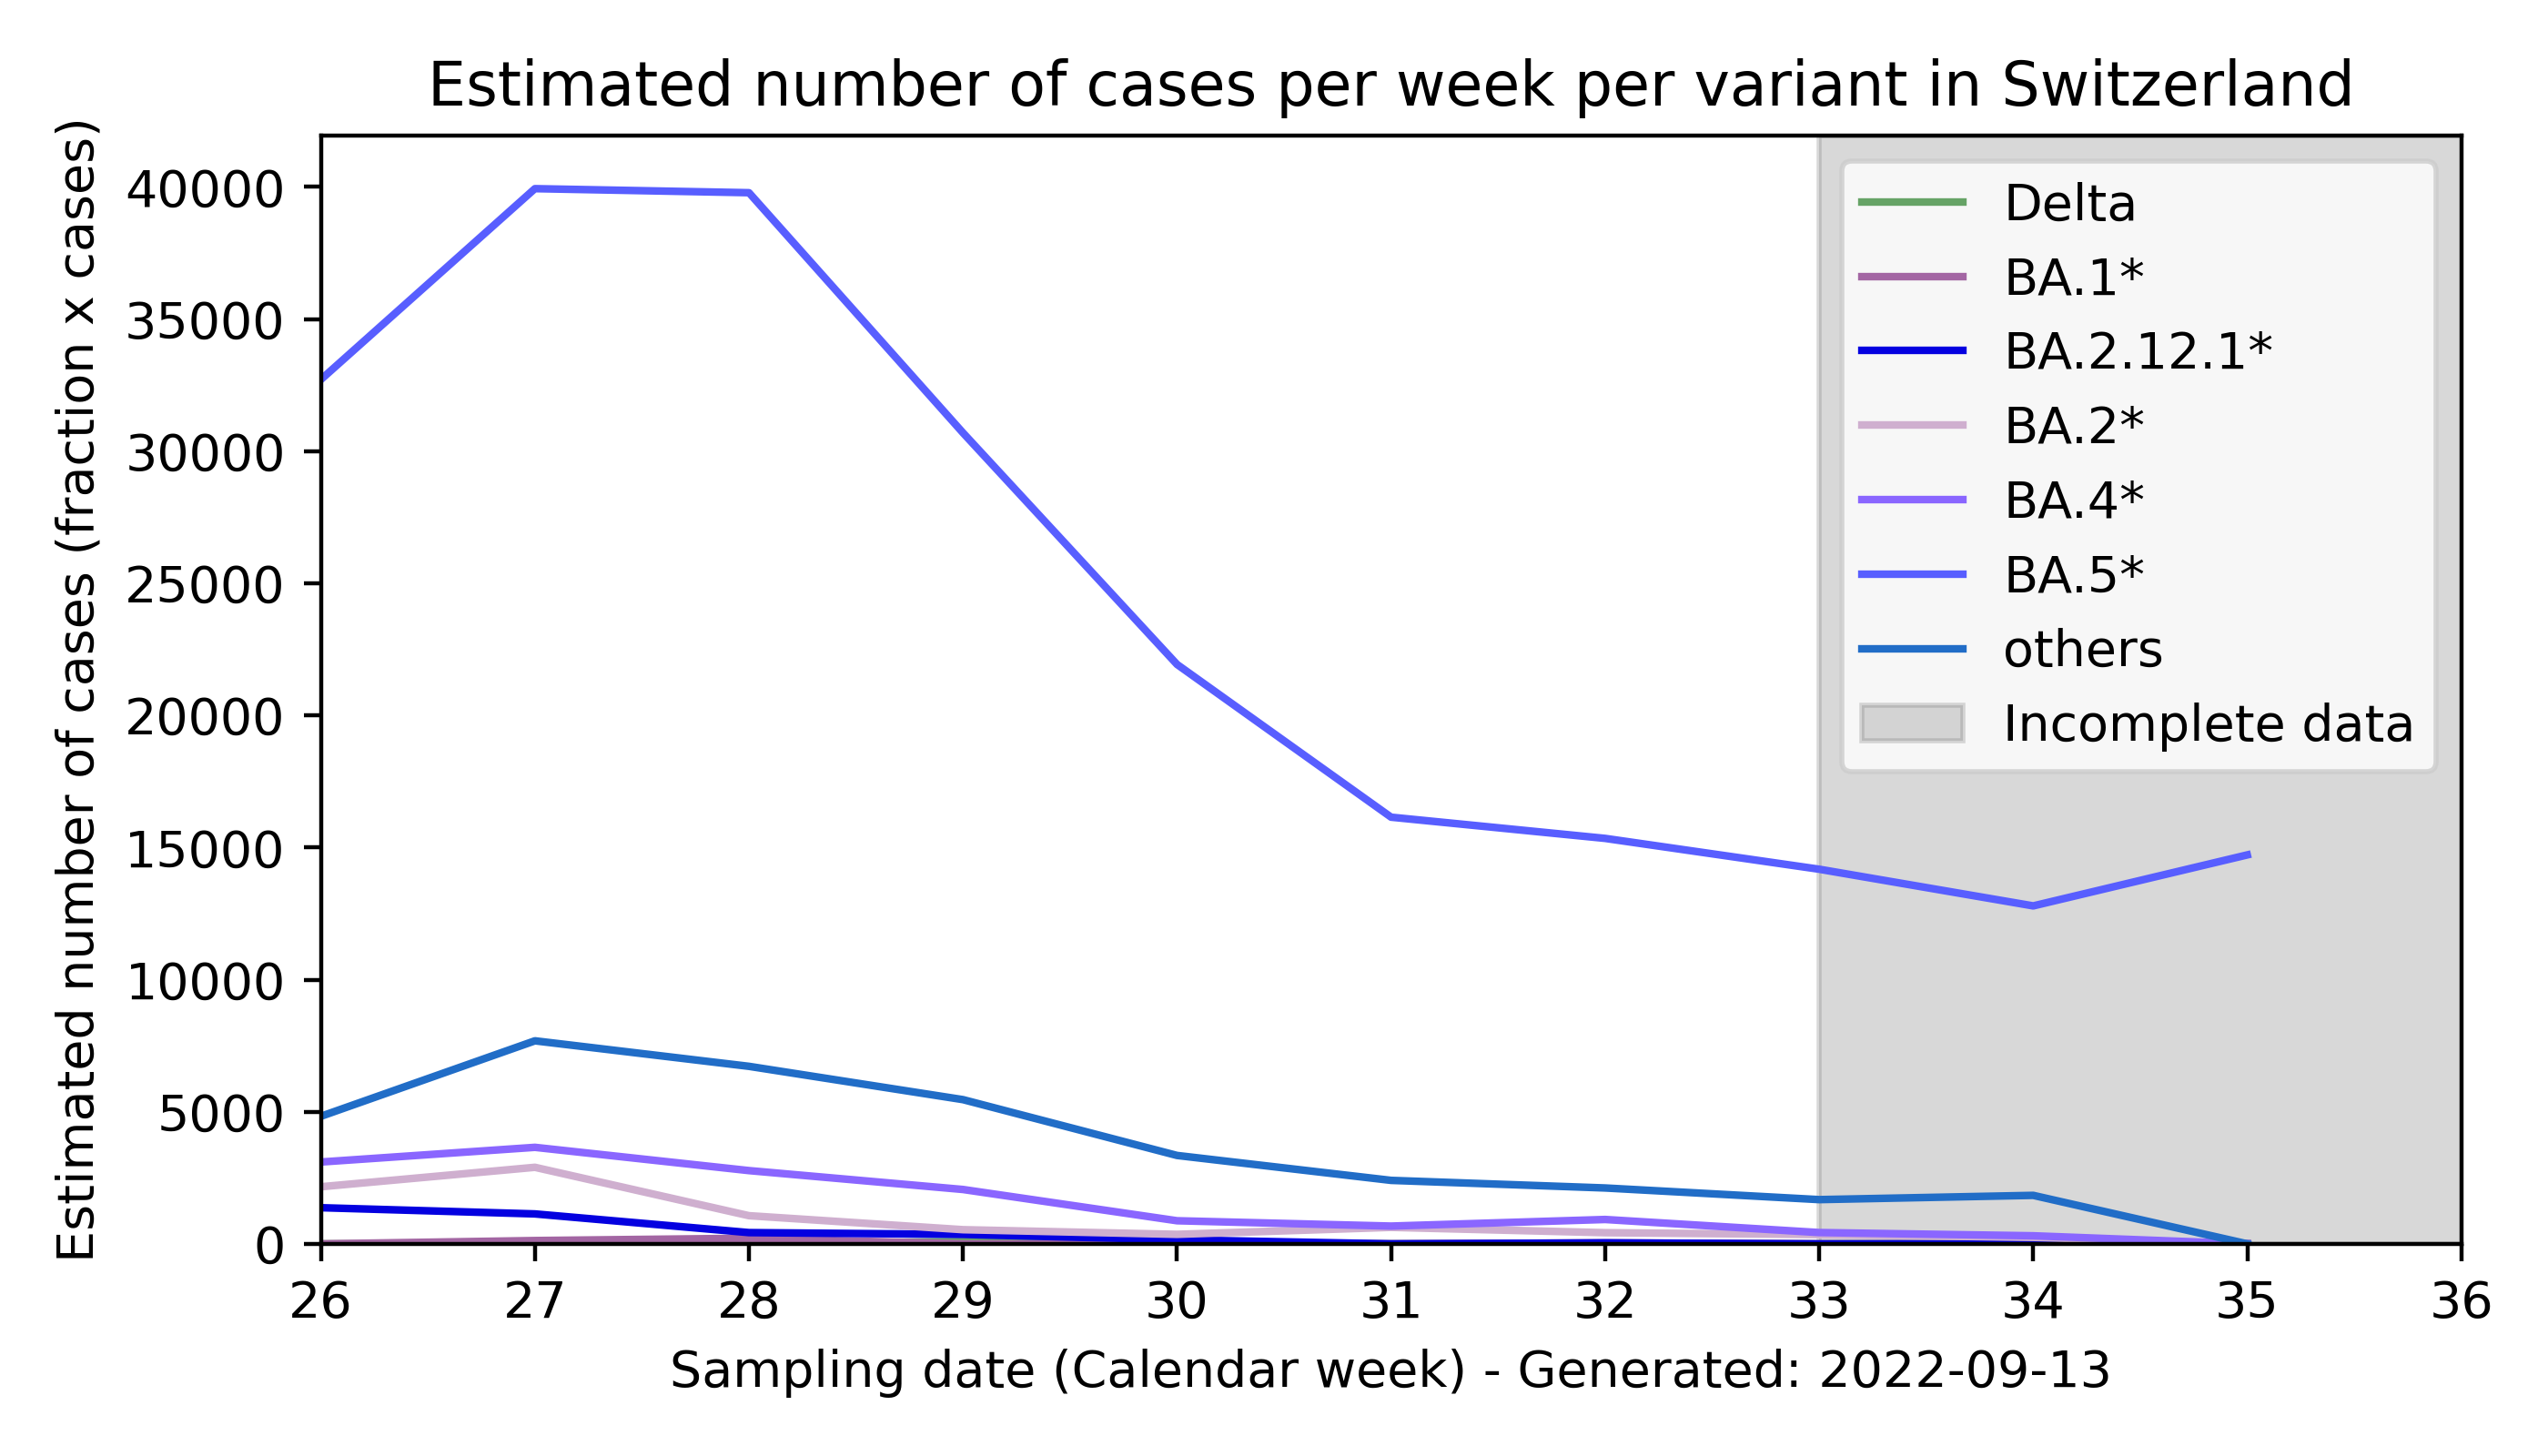 Estimated number of cases per week per variant in Switzerland
Estimated number of cases (fraction x cases)
40000
35000
30000
25000
20000
15000
10000
5000
0
Delta
BA.1*
BA.2.12.1*
BA.2*
BA.4*
BA.5*
others
Incomplete data
26 27 28 29 30 31 32 33 34 35 36
Sampling date (Calendar week) - Generated: 2022-09-13